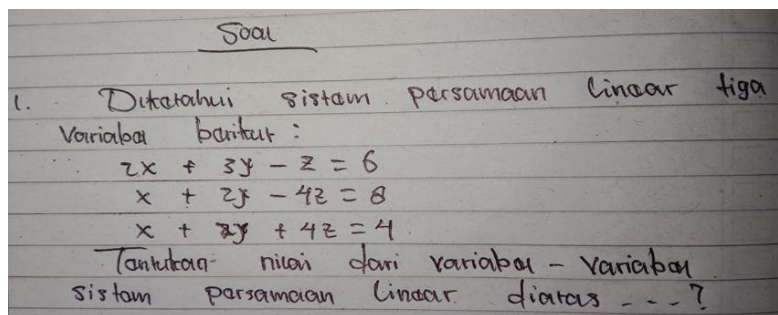 Soal
1. Diketahui sistem persamaan linear tiga
Variabel berikut :
2x + 3y - z = 6
x + 2y - 4z = 8
x + 2y + 4z = 4
Tentukan nilai dari variabel - variabel
sistem persamaan linear diatas - - - ?